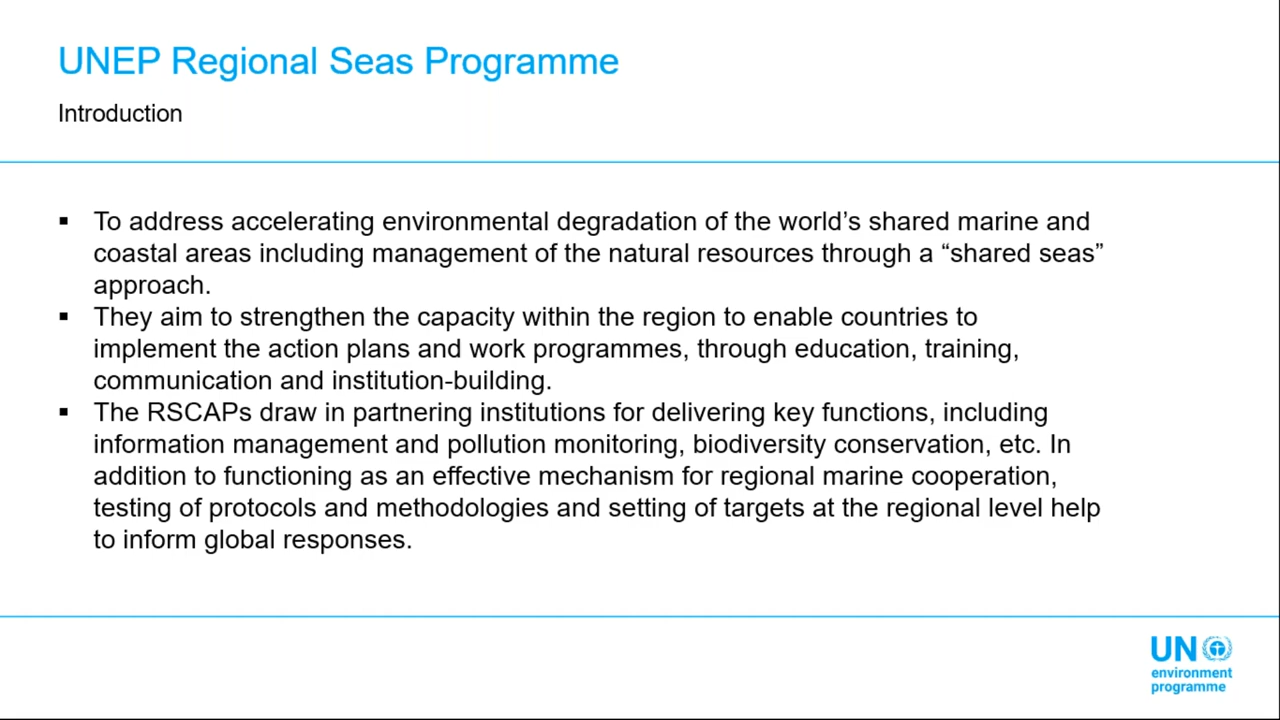 UNEP Regional Seas Programme
Introduction
▪ To address accelerating environmental degradation of the world’s shared marine and
coastal areas including management of the natural resources through a “shared seas”
approach.
▪ They aim to strengthen the capacity within the region to enable countries to
implement the action plans and work programmes, through education, training,
communication and institution-building.
▪ The RSCAPs draw in partnering institutions for delivering key functions, including
information management and pollution monitoring, biodiversity conservation, etc. In
addition to functioning as an effective mechanism for regional marine cooperation,
testing of protocols and methodologies and setting of targets at the regional level help
to inform global responses.
UN
environment
programme